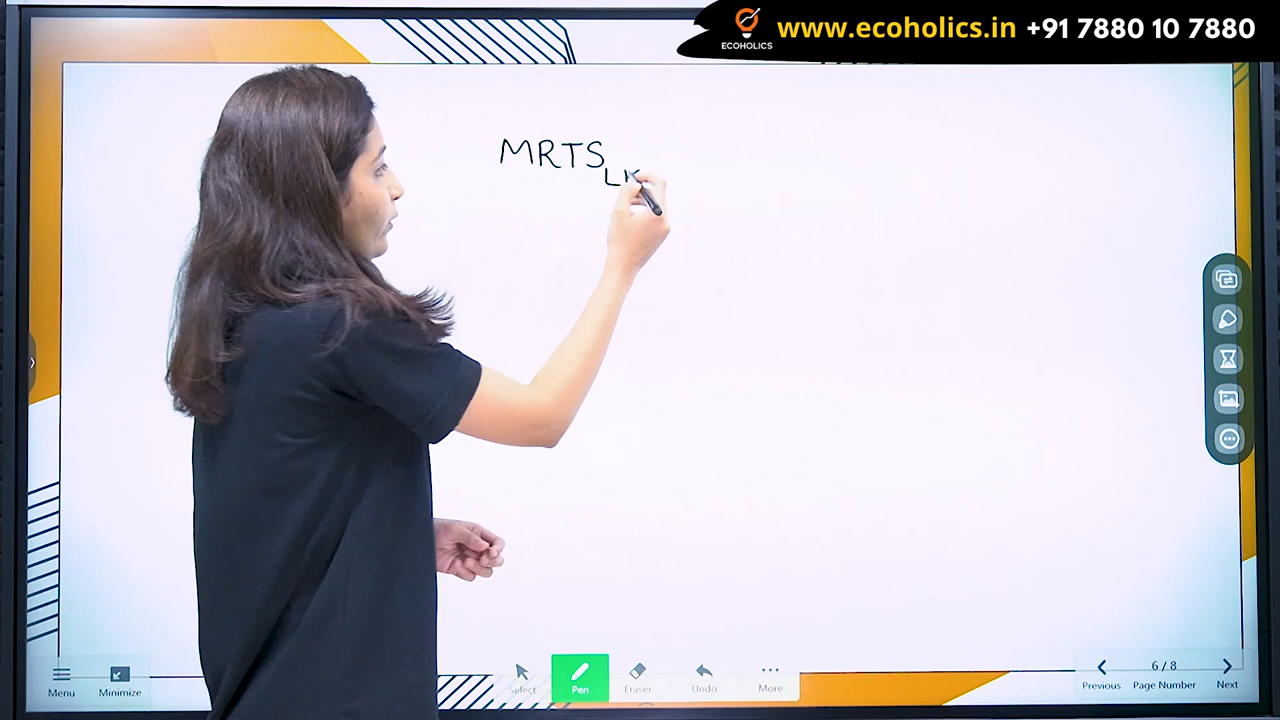 ECOHOLICS
www.ecoholics.in +91 7880 10 7880
MRTS
LK
Menu
Minimize
Select
Pen
Eraser
Undo
More
Previous
6 / 8
Page Number
Next